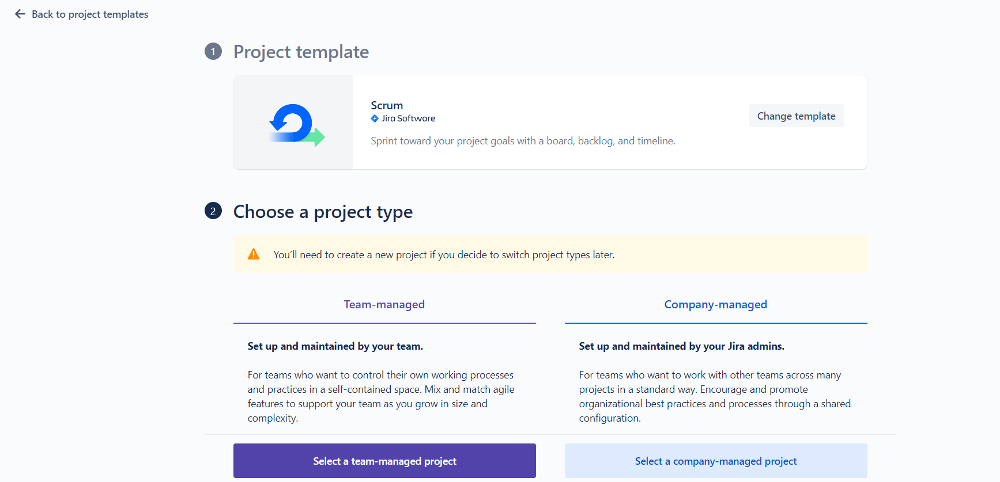 Back to project templates
1 Project template
Scrum
Jira Software
Sprint toward your project goals with a board, backlog, and timeline.
Change template
2 Choose a project type
You’ll need to create a new project if you decide to switch project types later.
Team-managed
Set up and maintained by your team.
For teams who want to control their own working processes
and practices in a self-contained space. Mix and match agile
features to support your team as you grow in size and
complexity.
Select a team-managed project
Company-managed
Set up and maintained by your Jira admins.
For teams who want to work with other teams across many
projects in a standard way. Encourage and promote
organizational best practices and processes through a shared
configuration.
Select a company-managed project